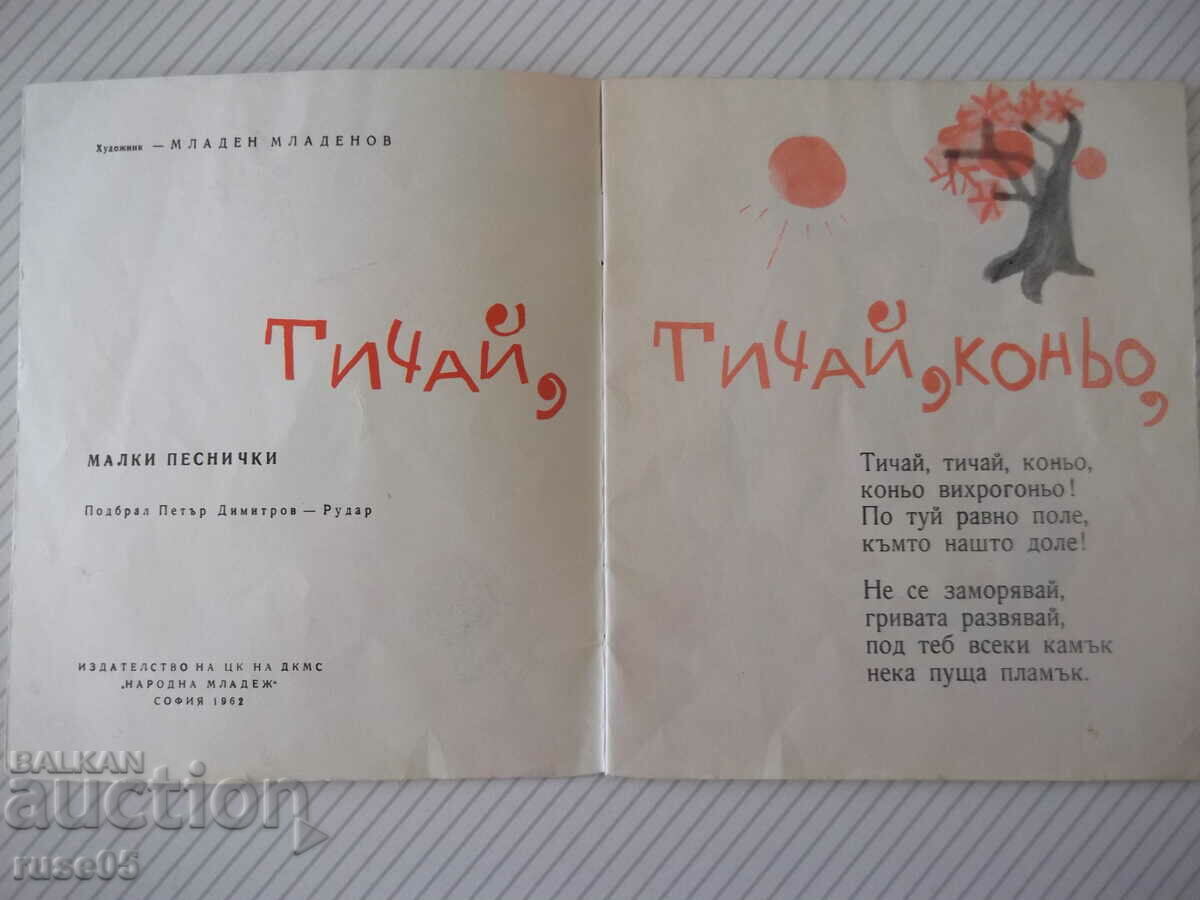 Художник — МЛАДЕН МЛАДЕНОВ
Тичай, Тичай, коньо,
МАЛКИ ПЕСНИЧКИ
Подбрал Петър Димитров — Рудар
ИЗДАТЕЛСТВО НА ЦК НА ДКМС
„НАРОДНА МЛАДЕЖ“
СОФИЯ 1962
Тичай, тичай, коньо,
коньо вихрогоньо!
По туй равно поле,
към то нашто доле!
Не се заморявай,
гривата развявай,
под теб всеки камък
нека пуща пламък.
BALKAN
auction
ruse05